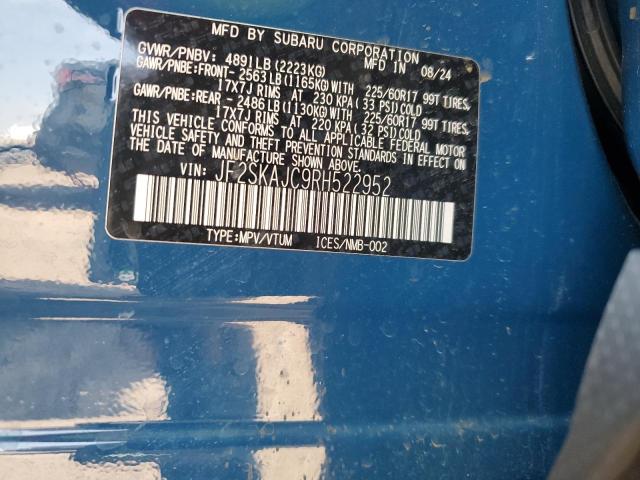 MFD BY SUBARU CORPORATION
GVWR/PNBV: 4891LB(2223KG) MFD IN 08/24
GAWR/PNBE:FRONT- 2563LB(1165KG)WITH 225/60R17 99T TIRES,
17X7J RIMS AT 230 KPA(33 PSI)COLD
GAWR/PNBE:REAR - 2486LB(1130KG)WITH 225/60R17 99T TIRES,
17X7J RIMS AT 220 KPA(32 PSI)COLD
THIS VEHICLE CONFORMS TO ALL APPLICABLE FEDERAL MOTOR
VEHICLE SAFETY AND THEFT PREVENTION STANDARDS IN EFFECT ON
THE DATE OF MANUFACTURE SHOWN ABOVE.
VIN: JF2SKAJC9RH522952
TYPE:MPV/VTUM ICES/NMB-002